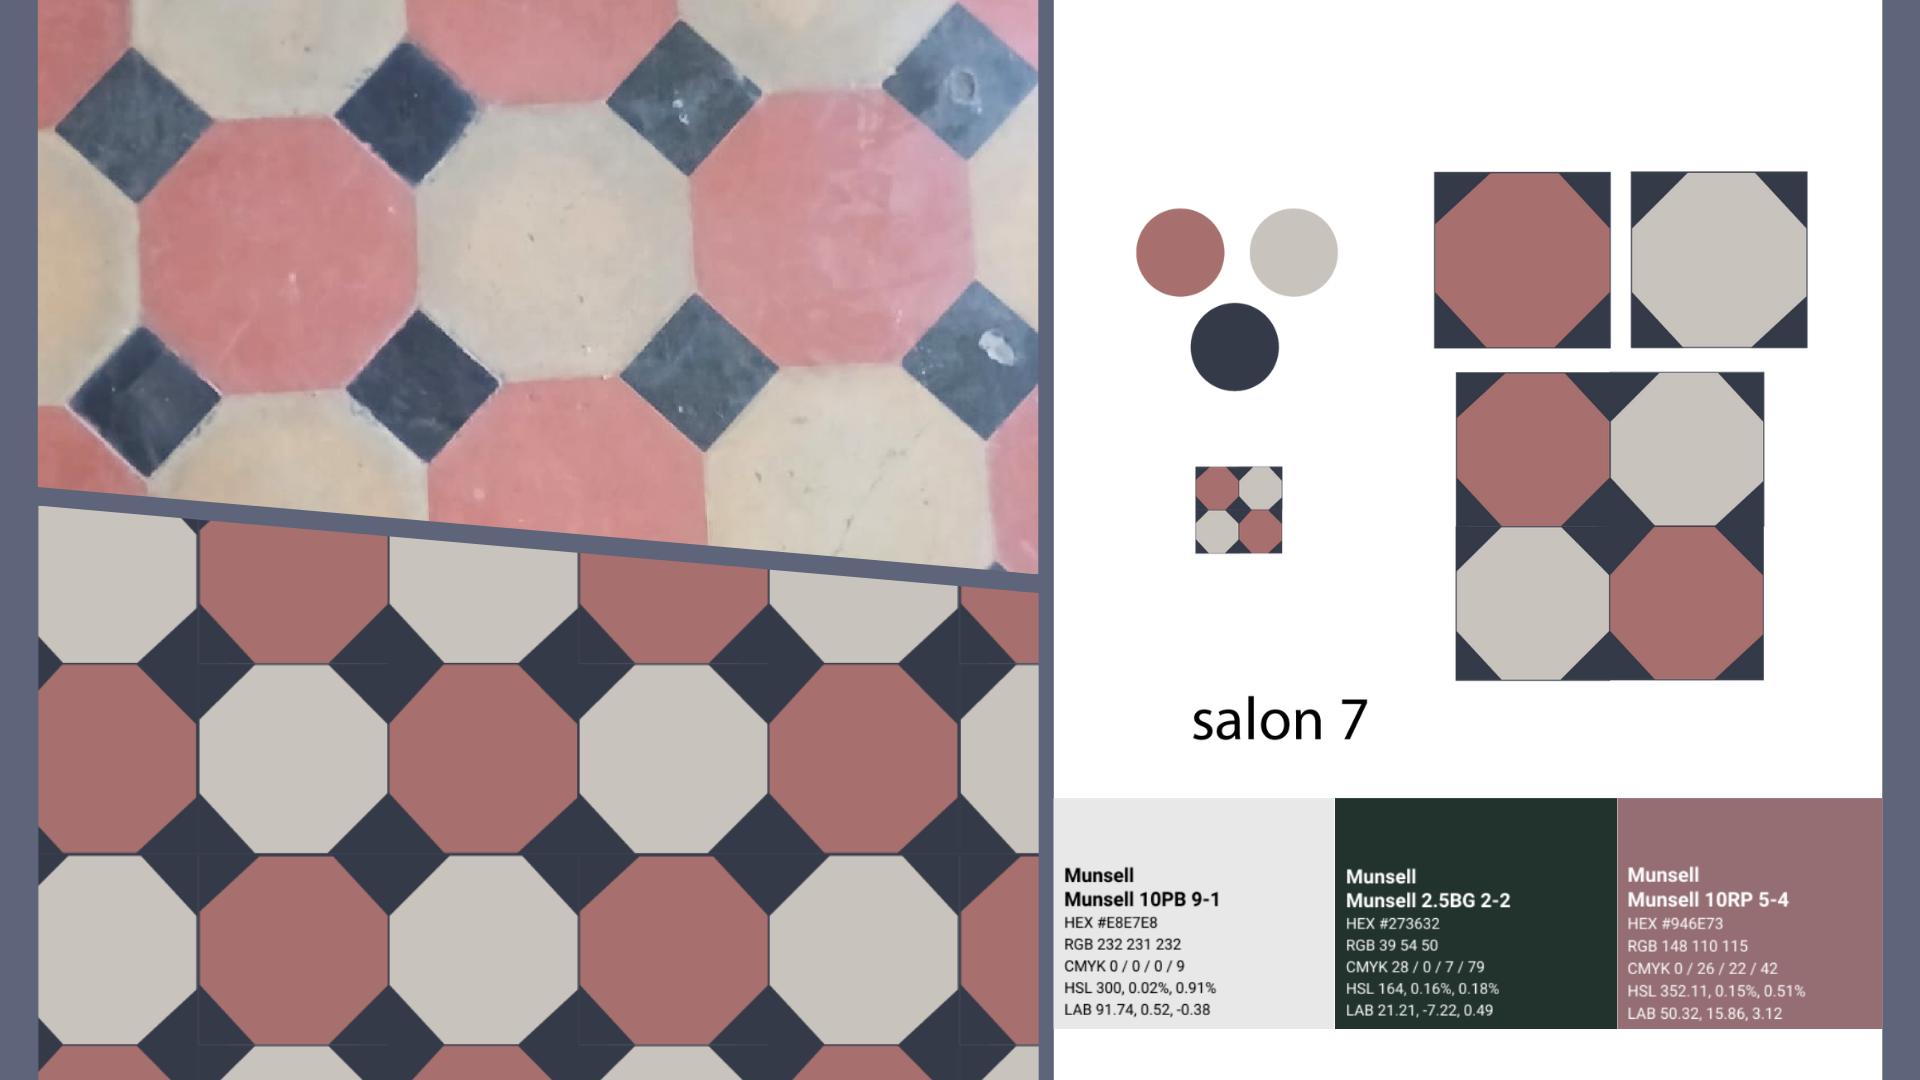 salon 7
Munsell
Munsell 10PB 9-1
HEX #E8E7E8
RGB 232 231 232
CMYK 0 / 0 / 0 / 9
HSL 300, 0.02%, 0.91%
LAB 91.74, 0.52, -0.38
Munsell
Munsell 2.5BG 2-2
HEX #273632
RGB 39 54 50
CMYK 28 / 0 / 7 / 79
HSL 164, 0.16%, 0.18%
LAB 21.21, -7.22, 0.49
Munsell
Munsell 10RP 5-4
HEX #946E73
RGB 148 110 115
CMYK 0 / 26 / 22 / 42
HSL 352.11, 0.15%, 0.51%
LAB 50.32, 15.86, 3.12